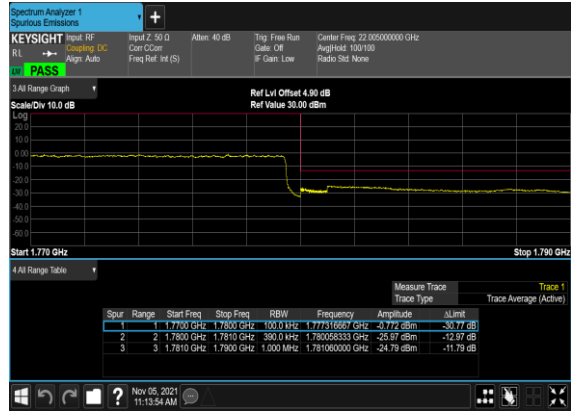 Spectrum Analyzer 1
Spurious Emissions
KEYSIGHT
Input: RF
Coupling: DC
Align: Auto
Input Z: 50 Ω
Corr CCorr
Freq Ref: Int (S)
Atten: 40 dB
Trig: Free Run
Gate: Off
IF Gain: Low
Center Freq: 22.005000000 GHz
Avg|Hold: 100/100
Radio Std: None
RL
PASS
3 All Range Graph
Ref Lvl Offset 4.90 dB
Scale/Div 10.0 dB
Ref Value 30.00 dBm
Log
20.0
10.0
0.00
-10.0
-20.0
-30.0
-40.0
-50.0
-60.0
Start 1.770 GHz
Stop 1.790 GHz
4 All Range Table
Measure Trace Trace 1
Trace Type Trace Average (Active)
Spur Range Start Freq Stop Freq RBW Frequency Amplitude ΔLimit
1 1 1.7700 GHz 1.7800 GHz 100.0 kHz 1.777316667 GHz -0.772 dBm -30.77 dB
2 2 1.7800 GHz 1.7810 GHz 390.0 kHz 1.780058333 GHz -25.97 dBm -12.97 dB
3 3 1.7810 GHz 1.7900 GHz 1.000 MHz 1.781060000 GHz -24.79 dBm -11.79 dB
?
Nov 05, 2021
11:13:54 AM